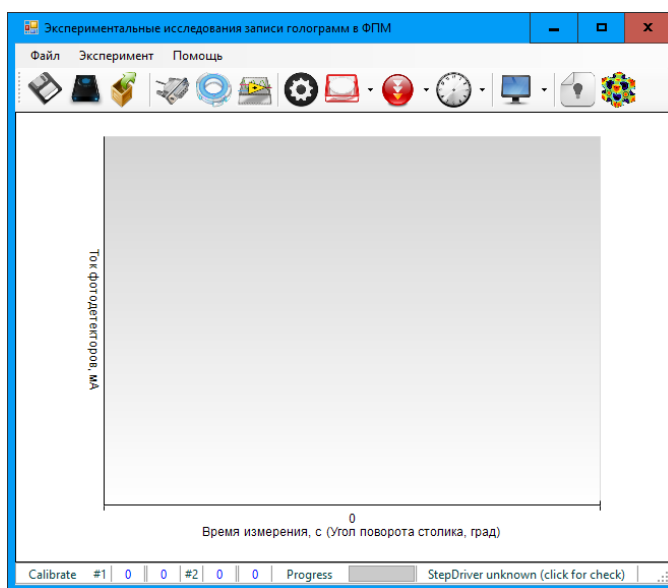 Экспериментальные исследования записи голограмм в ФПМ
Файл Эксперимент Помощь
Ток фотодетекторов, мА
0
Время измерения, с (Угол поворота столика, град)
Calibrate #1 0 0 #2 0 0 Progress StepDriver unknown (click for check)